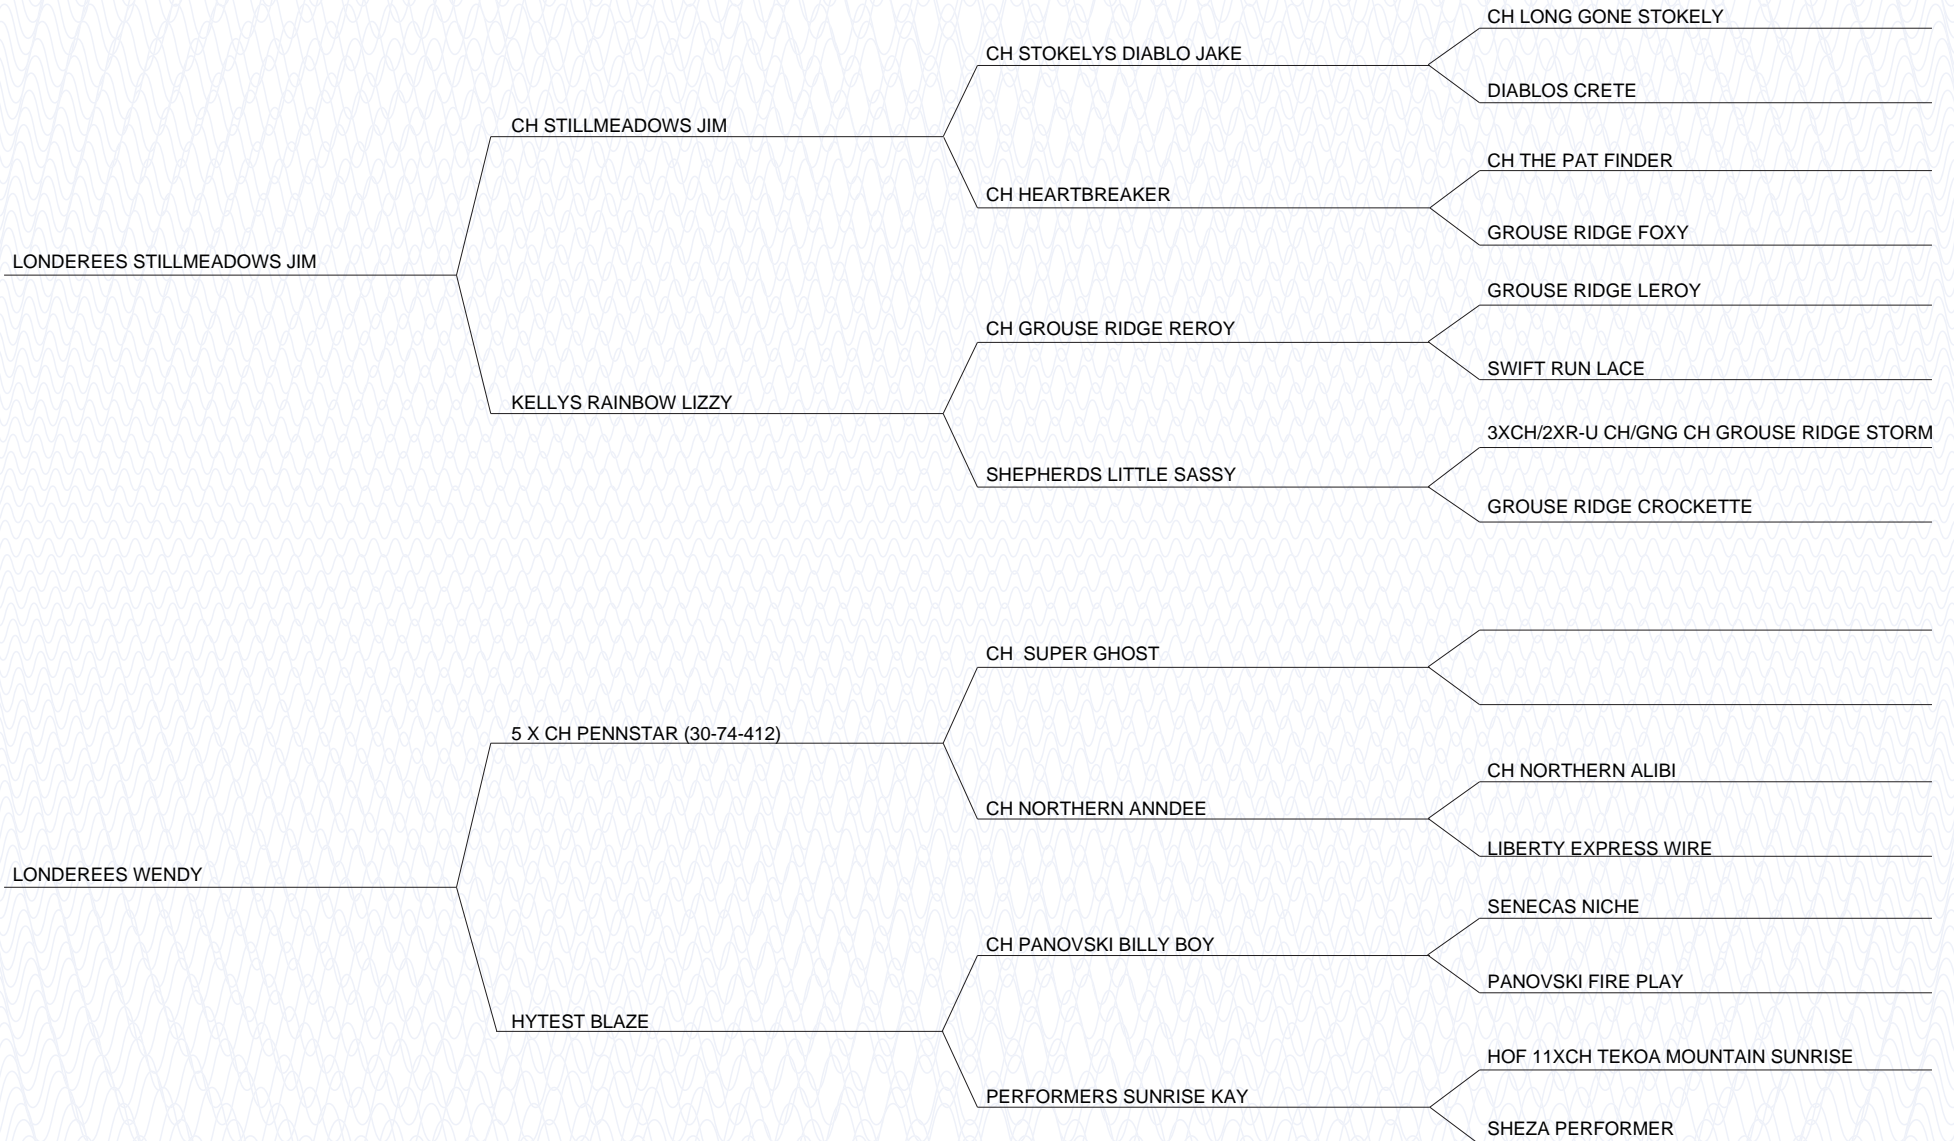 CH LONG GONE STOKELY
CH STOKELYS DIABLO JAKE
DIABLOS CRETE
CH STILLMEADOWS JIM
CH THE PAT FINDER
CH HEARTBREAKER
GROUSE RIDGE FOXY
LONDEREES STILLMEADOWS JIM
GROUSE RIDGE LEROY
CH GROUSE RIDGE REROY
SWIFT RUN LACE
KELLYS RAINBOW LIZZY
3XCH/2XR-U CH/GNG CH GROUSE RIDGE STORM
SHEPHERDS LITTLE SASSY
GROUSE RIDGE CROCKETTE
CH  SUPER GHOST
5 X CH PENNSTAR (30-74-412)
CH NORTHERN ALIBI
CH NORTHERN ANNDEE
LIBERTY EXPRESS WIRE
LONDEREES WENDY
SENECAS NICHE
CH PANOVSKI BILLY BOY
PANOVSKI FIRE PLAY
HYTEST BLAZE
HOF 11XCH TEKOA MOUNTAIN SUNRISE
PERFORMERS SUNRISE KAY
SHEZA PERFORMER